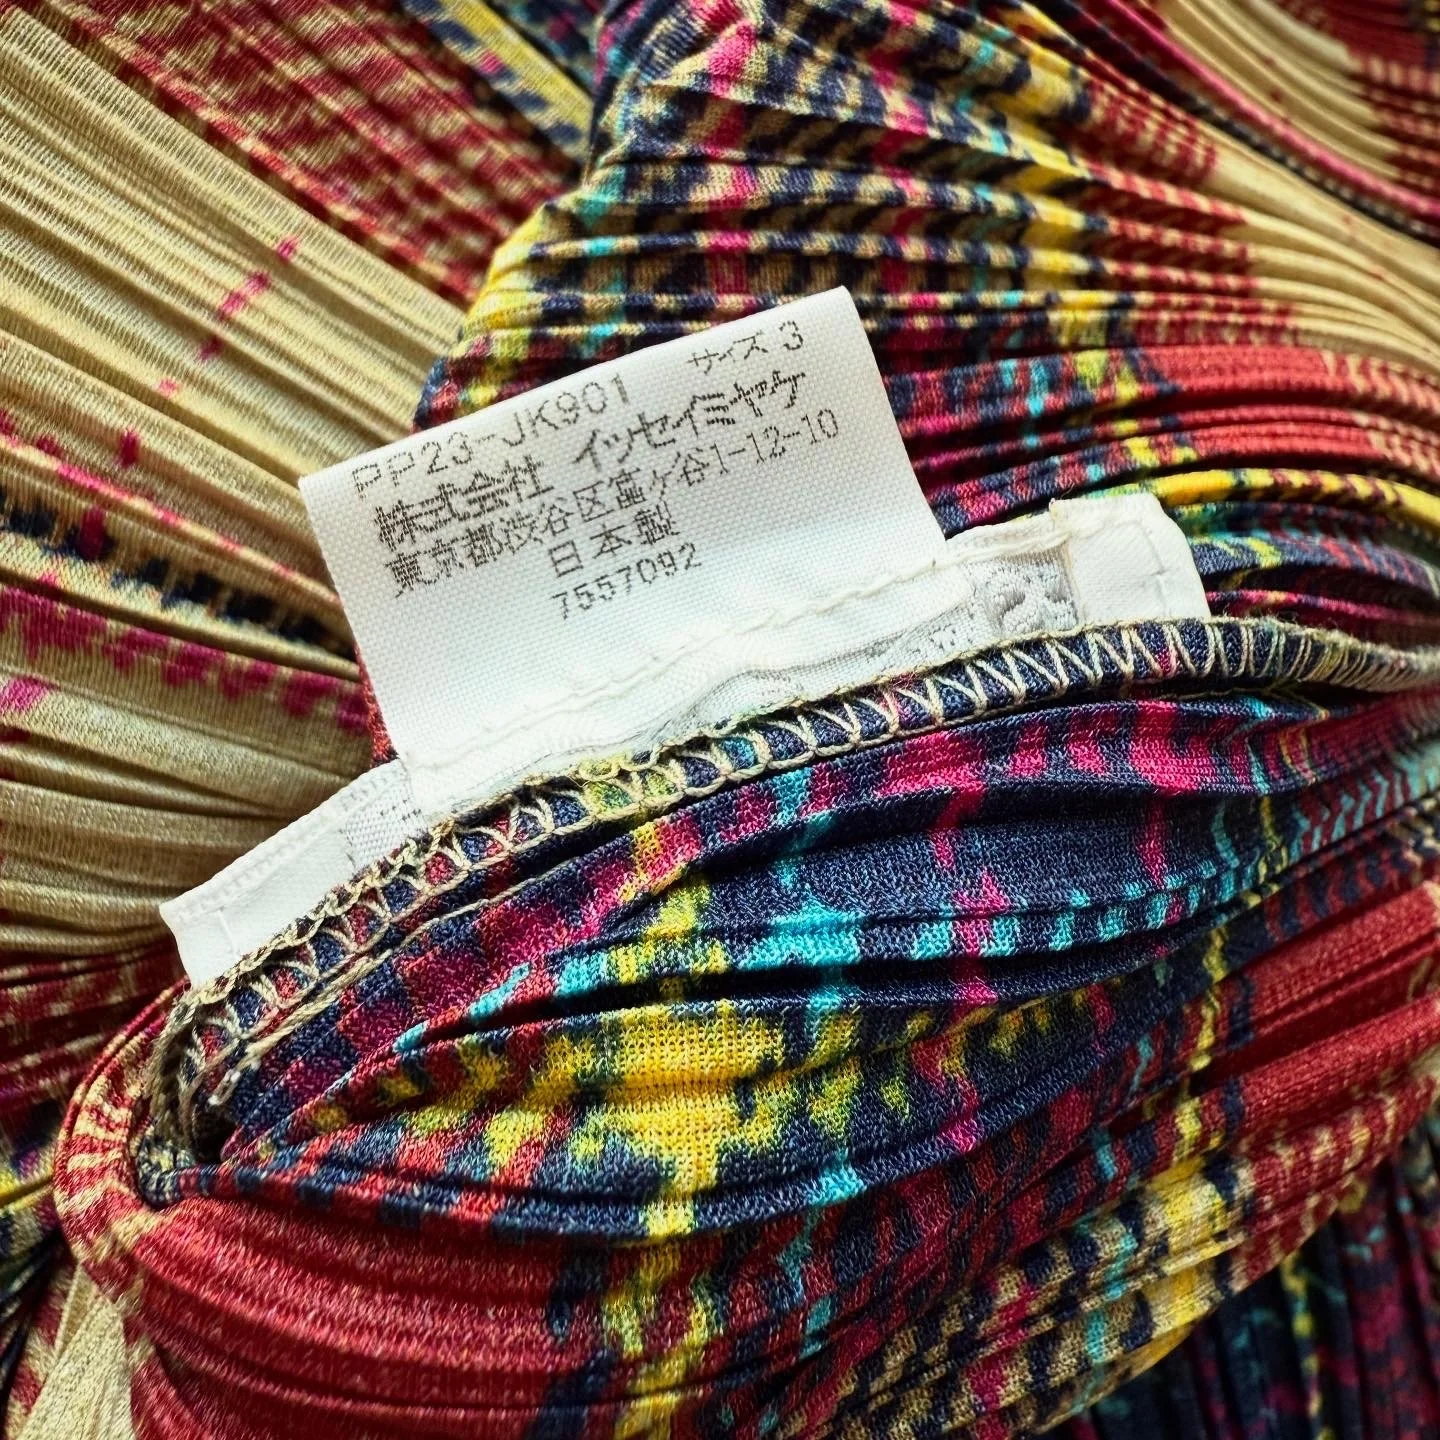 サイズ 3
PP23-JK901
株式会社 イッセイミヤケ
東京都渋谷区富ヶ谷1-12-10
日本製
7557092